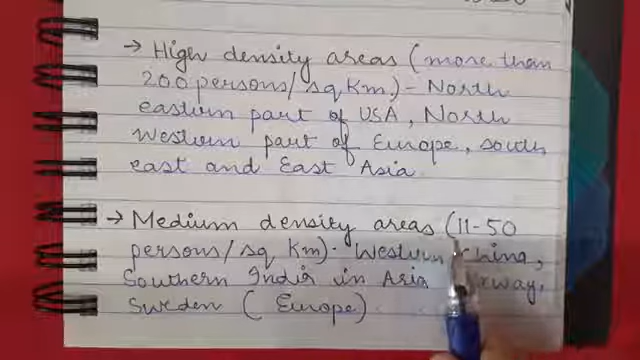 → High density areas (more than
200 persons/sq Km.) - North
eastern part of USA, North
Western part of Europe, south
east and East Asia
→ Medium density areas (11-50
persons/sq Km) - Western China,
Southern India in Asia
Sweden (Europe)